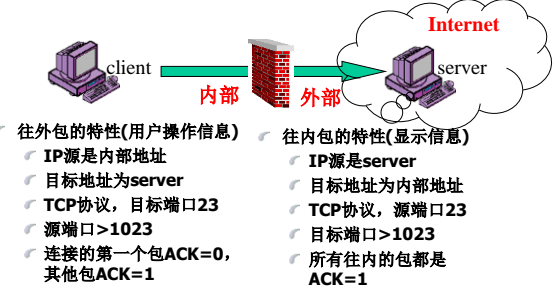 Internet
client
server
内部
外部
往外包的特性(用户操作信息)
IP源是内部地址
目标地址为server
TCP协议，目标端口23
源端口>1023
连接的第一个包ACK=0，
其他包ACK=1
往内包的特性(显示信息)
IP源是server
目标地址为内部地址
TCP协议，源端口23
目标端口>1023
所有往内的包都是
ACK=1